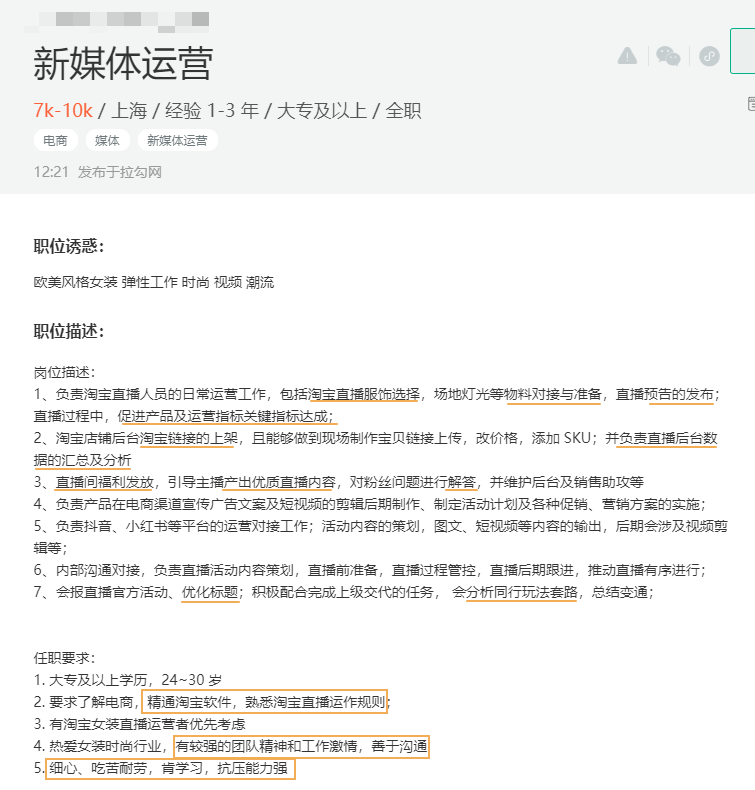 新媒体运营
7k-10k / 上海 / 经验 1-3 年 / 大专及以上 / 全职
电商 媒体 新媒体运营
12:21 发布于拉勾网
职位诱惑：
欧美风格女装 弹性工作 时尚 视频 潮流
职位描述：
岗位描述：
1、负责淘宝直播人员的日常运营工作，包括淘宝直播服饰选择，场地灯光等物料对接与准备，直播预告的发布；
直播过程中，促进产品及运营指标关键指标达成；
2、淘宝店铺后台淘宝链接的上架，且能够做到现场制作宝贝链接上传，改价格，添加 SKU；并负责直播后台数
据的汇总及分析
3、直播间福利发放，引导主播产出优质直播内容，对粉丝问题进行解答，并维护后台及销售助攻等
4、负责产品在电商渠道宣传广告文案及短视频的剪辑后期制作、制定活动计划及各种促销、营销方案的实施；
5、负责抖音、小红书等平台的运营对接工作；活动内容的策划，图文、短视频等内容的输出，后期会涉及视频剪
辑等；
6、内部沟通对接，负责直播活动内容策划，直播前准备，直播过程管控，直播后期跟进，推动直播有序进行；
7、会报直播官方活动、优化标题；积极配合完成上级交代的任务， 会分析同行玩法套路，总结变通；
任职要求：
1. 大专及以上学历，24~30 岁
2. 要求了解电商，精通淘宝软件，熟悉淘宝直播运作规则；
3. 有淘宝女装直播运营者优先考虑
4. 热爱女装时尚行业，有较强的团队精神和工作激情，善于沟通
5. 细心、吃苦耐劳，肯学习，抗压能力强